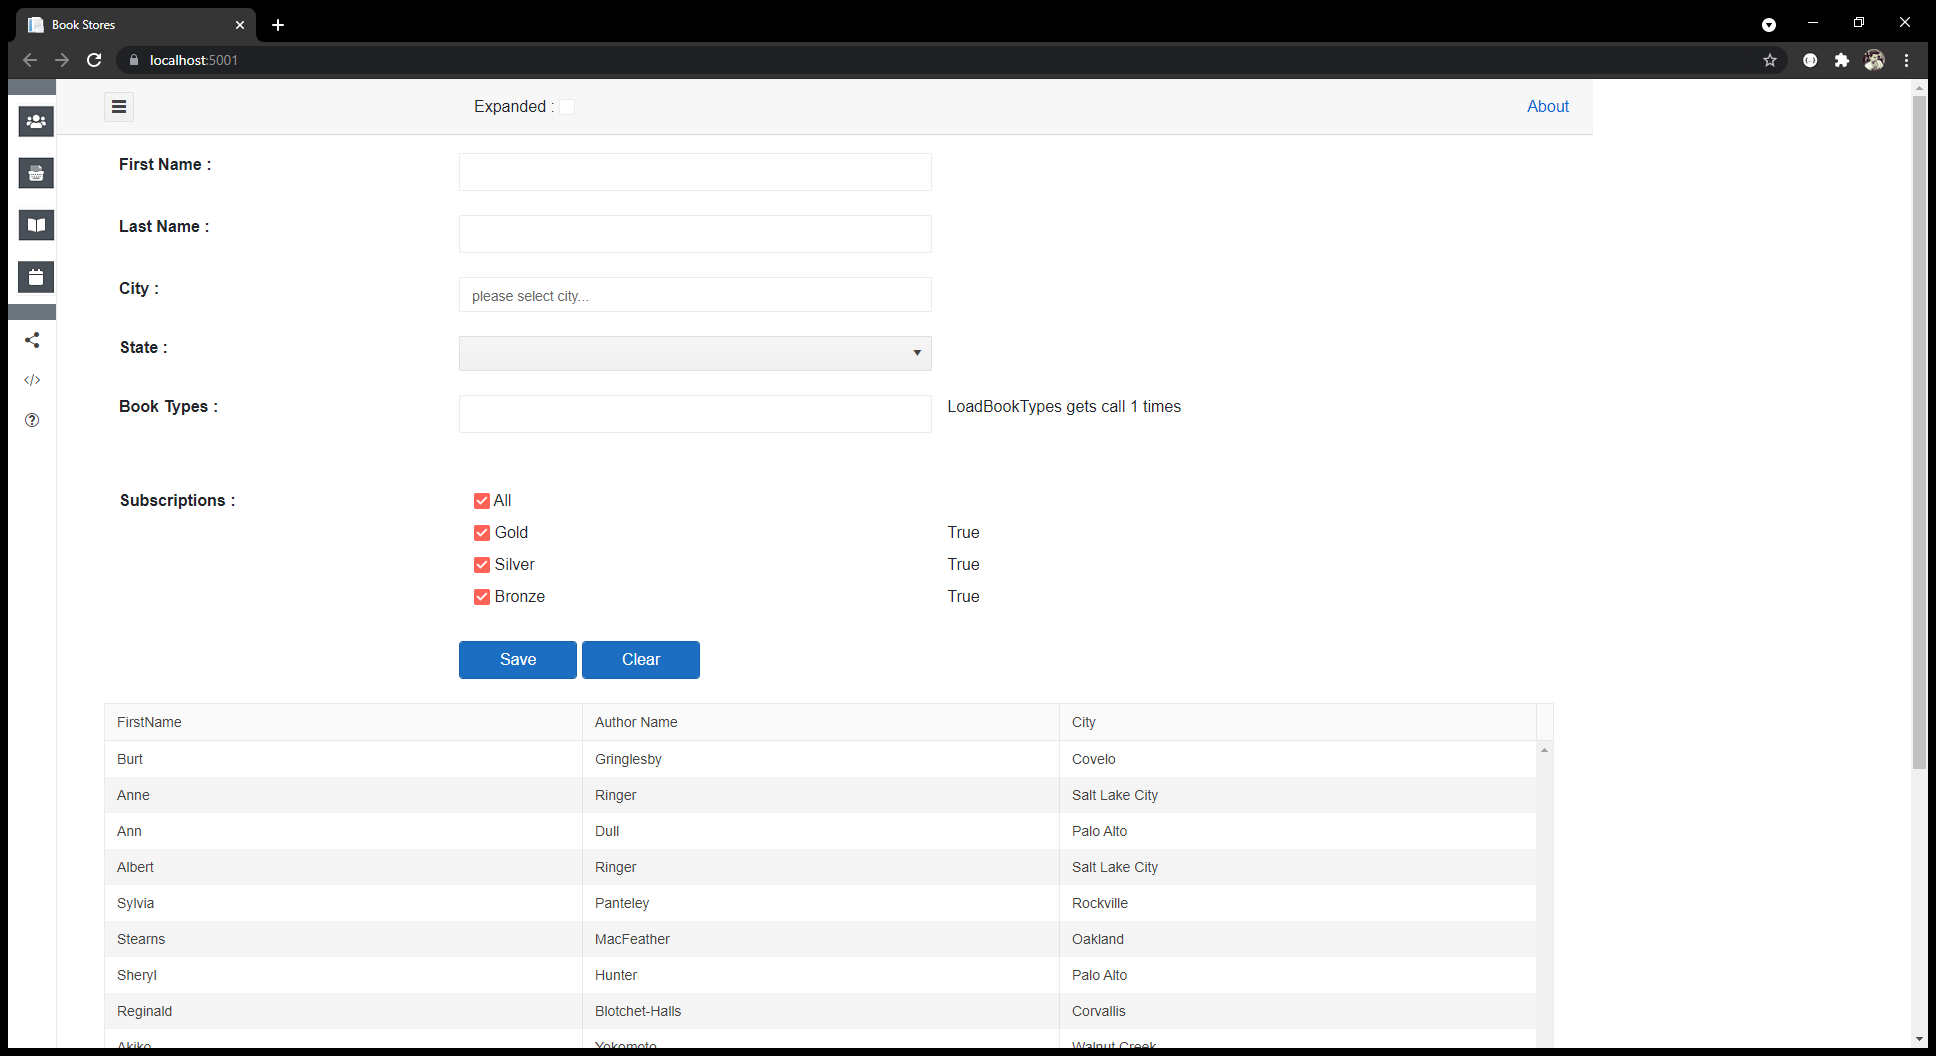 Book Stores
localhost:5001
Expanded :
About
First Name :
Last Name :
City :
please select city...
State :
Book Types :
LoadBookTypes gets call 1 times
Subscriptions :
All
Gold True
Silver True
Bronze True
Save Clear
FirstName Author Name City
Burt Gringlesby Covelo
Anne Ringer Salt Lake City
Ann Dull Palo Alto
Albert Ringer Salt Lake City
Sylvia Panteley Rockville
Stearns MacFeather Oakland
Sheryl Hunter Palo Alto
Reginald Blotchet-Halls Corvallis
Akiko Yokomoto Walnut Creek